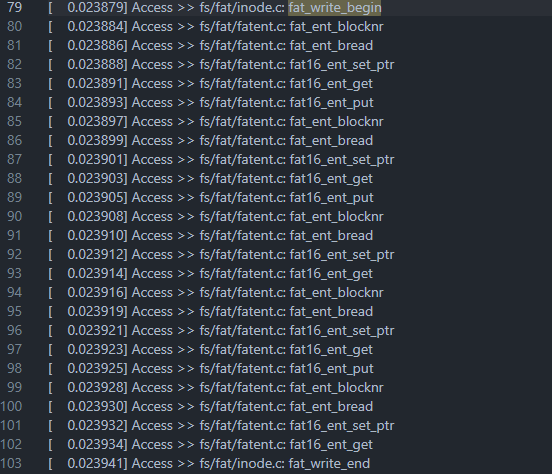 79 [ 0.023879] Access >> fs/fat/inode.c: fat_write_begin
80 [ 0.023884] Access >> fs/fat/fatent.c: fat_ent_blocknr
81 [ 0.023886] Access >> fs/fat/fatent.c: fat_ent_bread
82 [ 0.023888] Access >> fs/fat/fatent.c: fat16_ent_set_ptr
83 [ 0.023891] Access >> fs/fat/fatent.c: fat16_ent_get
84 [ 0.023893] Access >> fs/fat/fatent.c: fat16_ent_put
85 [ 0.023897] Access >> fs/fat/fatent.c: fat_ent_blocknr
86 [ 0.023899] Access >> fs/fat/fatent.c: fat_ent_bread
87 [ 0.023901] Access >> fs/fat/fatent.c: fat16_ent_set_ptr
88 [ 0.023903] Access >> fs/fat/fatent.c: fat16_ent_get
89 [ 0.023905] Access >> fs/fat/fatent.c: fat16_ent_put
90 [ 0.023908] Access >> fs/fat/fatent.c: fat_ent_blocknr
91 [ 0.023910] Access >> fs/fat/fatent.c: fat_ent_bread
92 [ 0.023912] Access >> fs/fat/fatent.c: fat16_ent_set_ptr
93 [ 0.023914] Access >> fs/fat/fatent.c: fat16_ent_get
94 [ 0.023916] Access >> fs/fat/fatent.c: fat_ent_blocknr
95 [ 0.023919] Access >> fs/fat/fatent.c: fat_ent_bread
96 [ 0.023921] Access >> fs/fat/fatent.c: fat16_ent_set_ptr
97 [ 0.023923] Access >> fs/fat/fatent.c: fat16_ent_get
98 [ 0.023925] Access >> fs/fat/fatent.c: fat16_ent_put
99 [ 0.023928] Access >> fs/fat/fatent.c: fat_ent_blocknr
100 [ 0.023930] Access >> fs/fat/fatent.c: fat_ent_bread
101 [ 0.023932] Access >> fs/fat/fatent.c: fat16_ent_set_ptr
102 [ 0.023934] Access >> fs/fat/fatent.c: fat16_ent_get
103 [ 0.023941] Access >> fs/fat/inode.c: fat_write_end